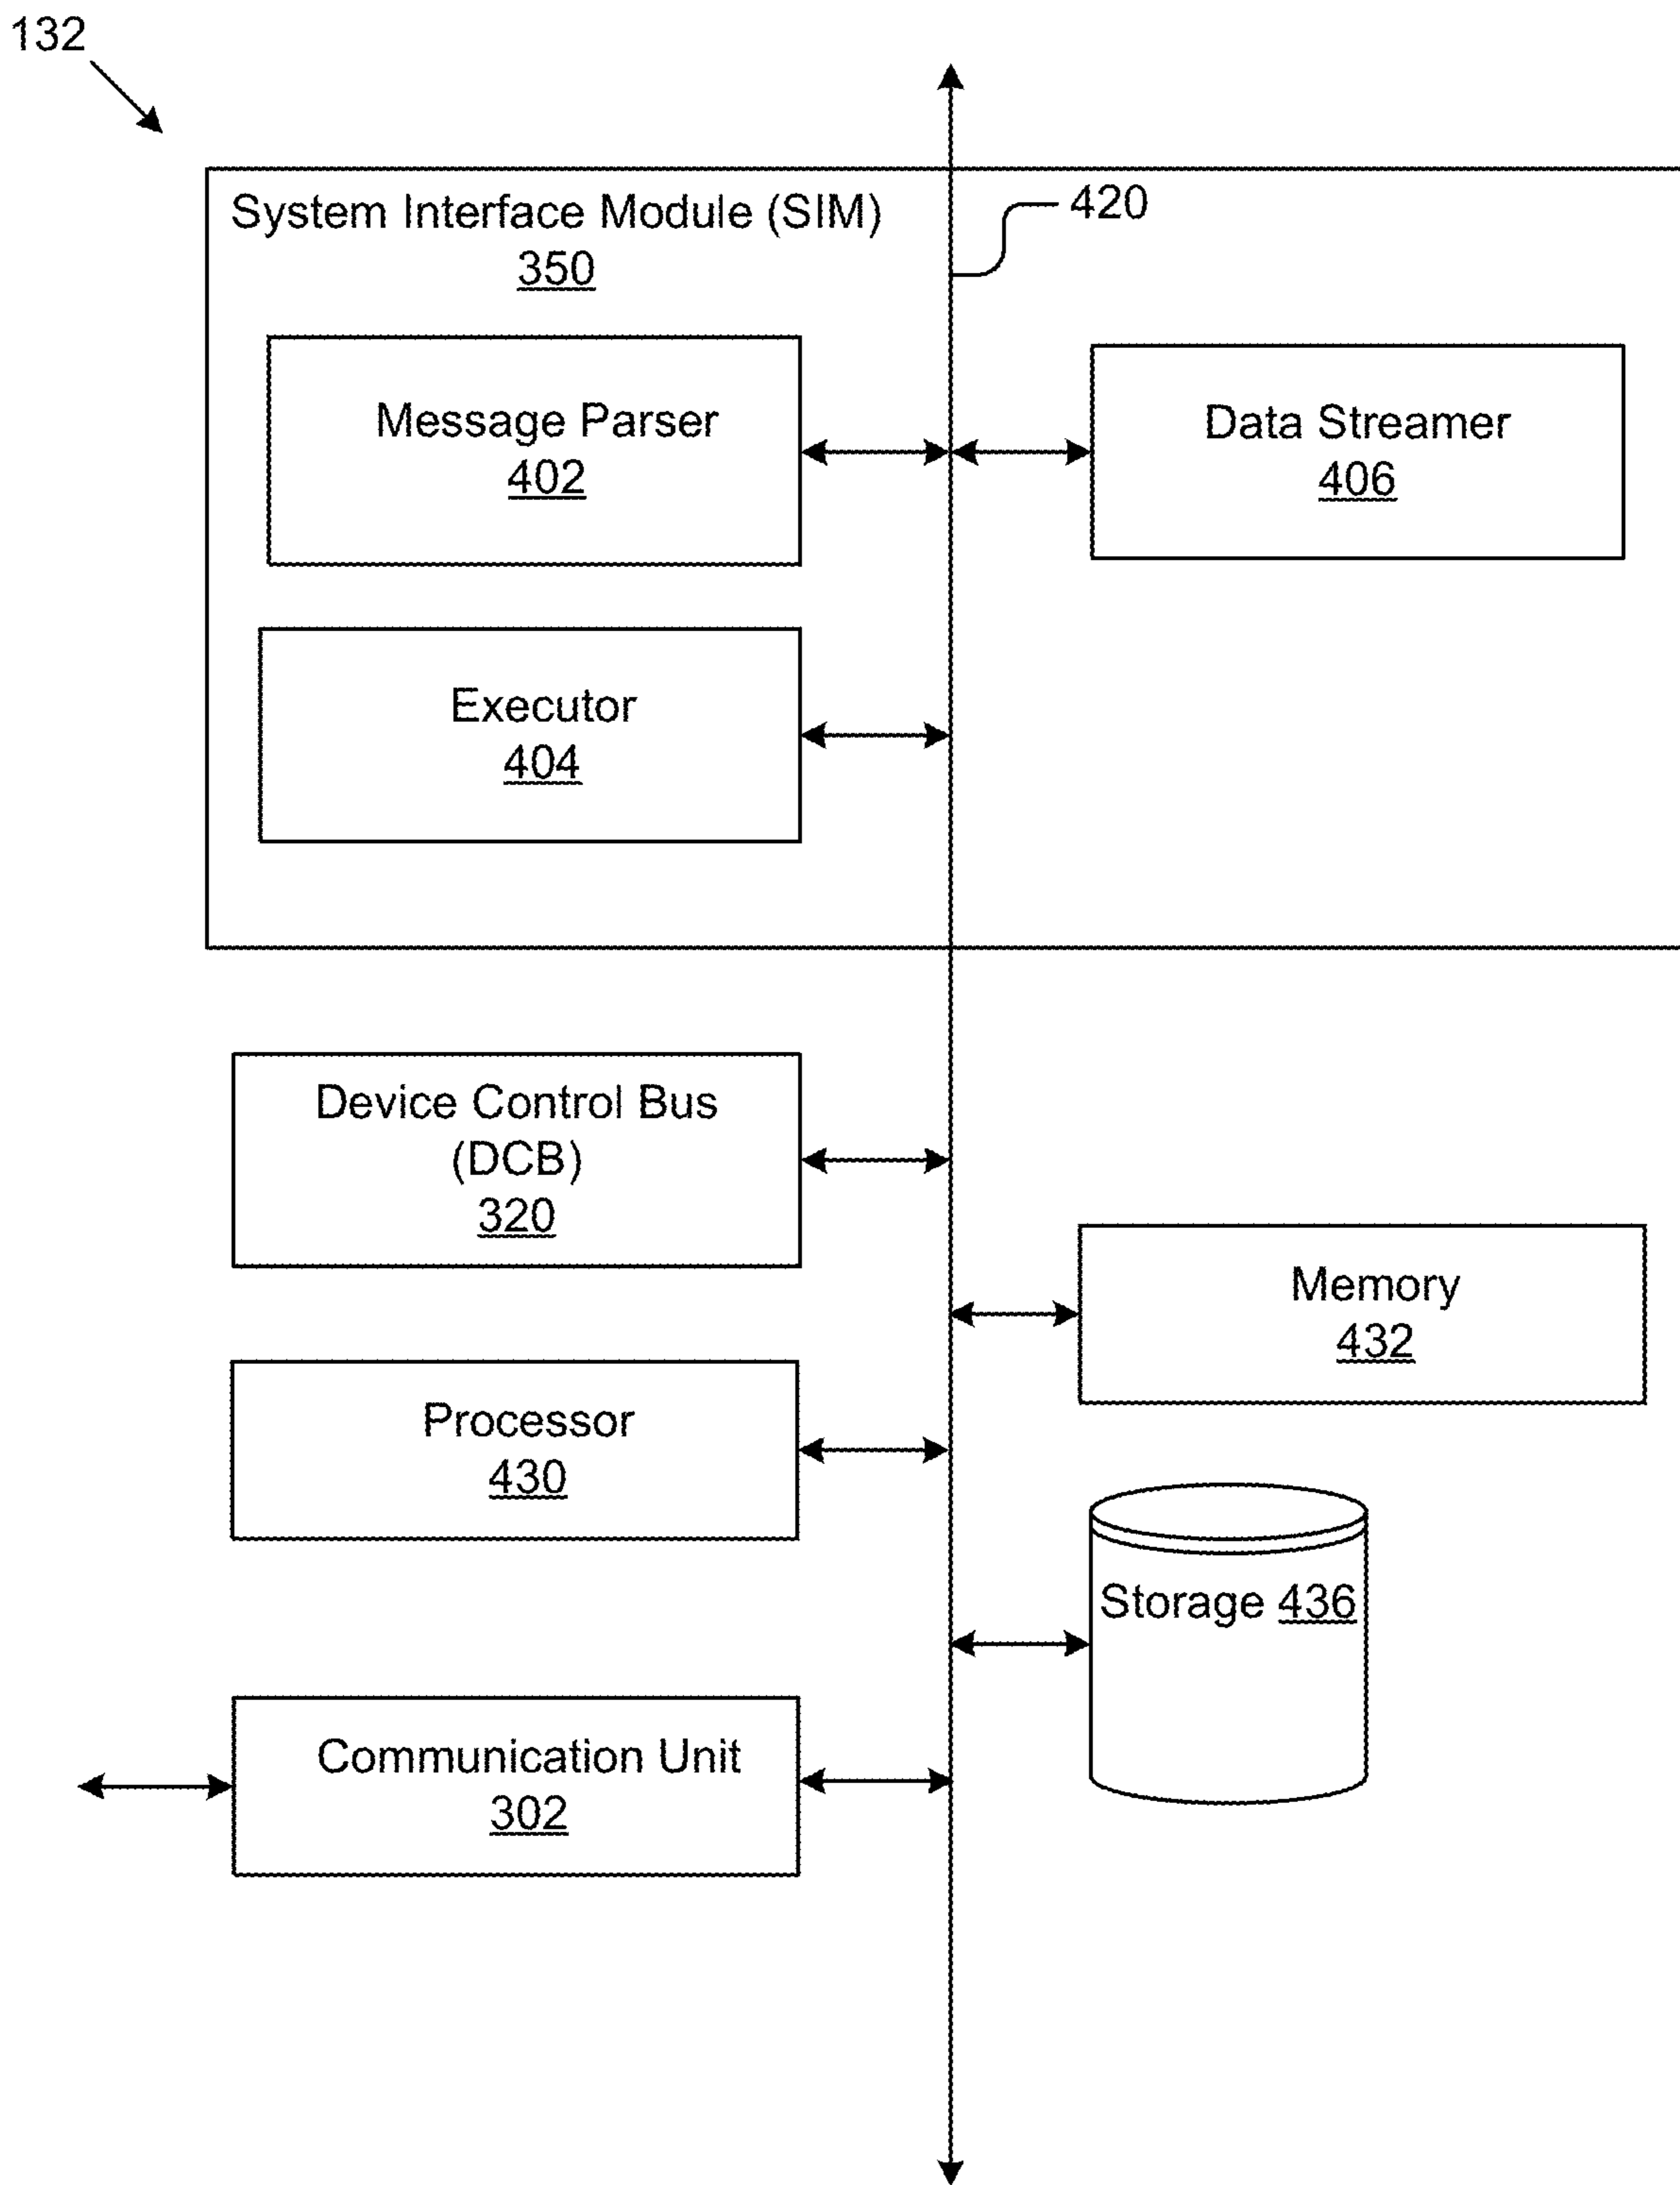 132
System Interface Module (SIM)
350
420
Message Parser
402
Data Streamer
406
Executor
404
Device Control Bus
(DCB)
320
Memory
432
Processor
430
Storage 436
Communication Unit
302